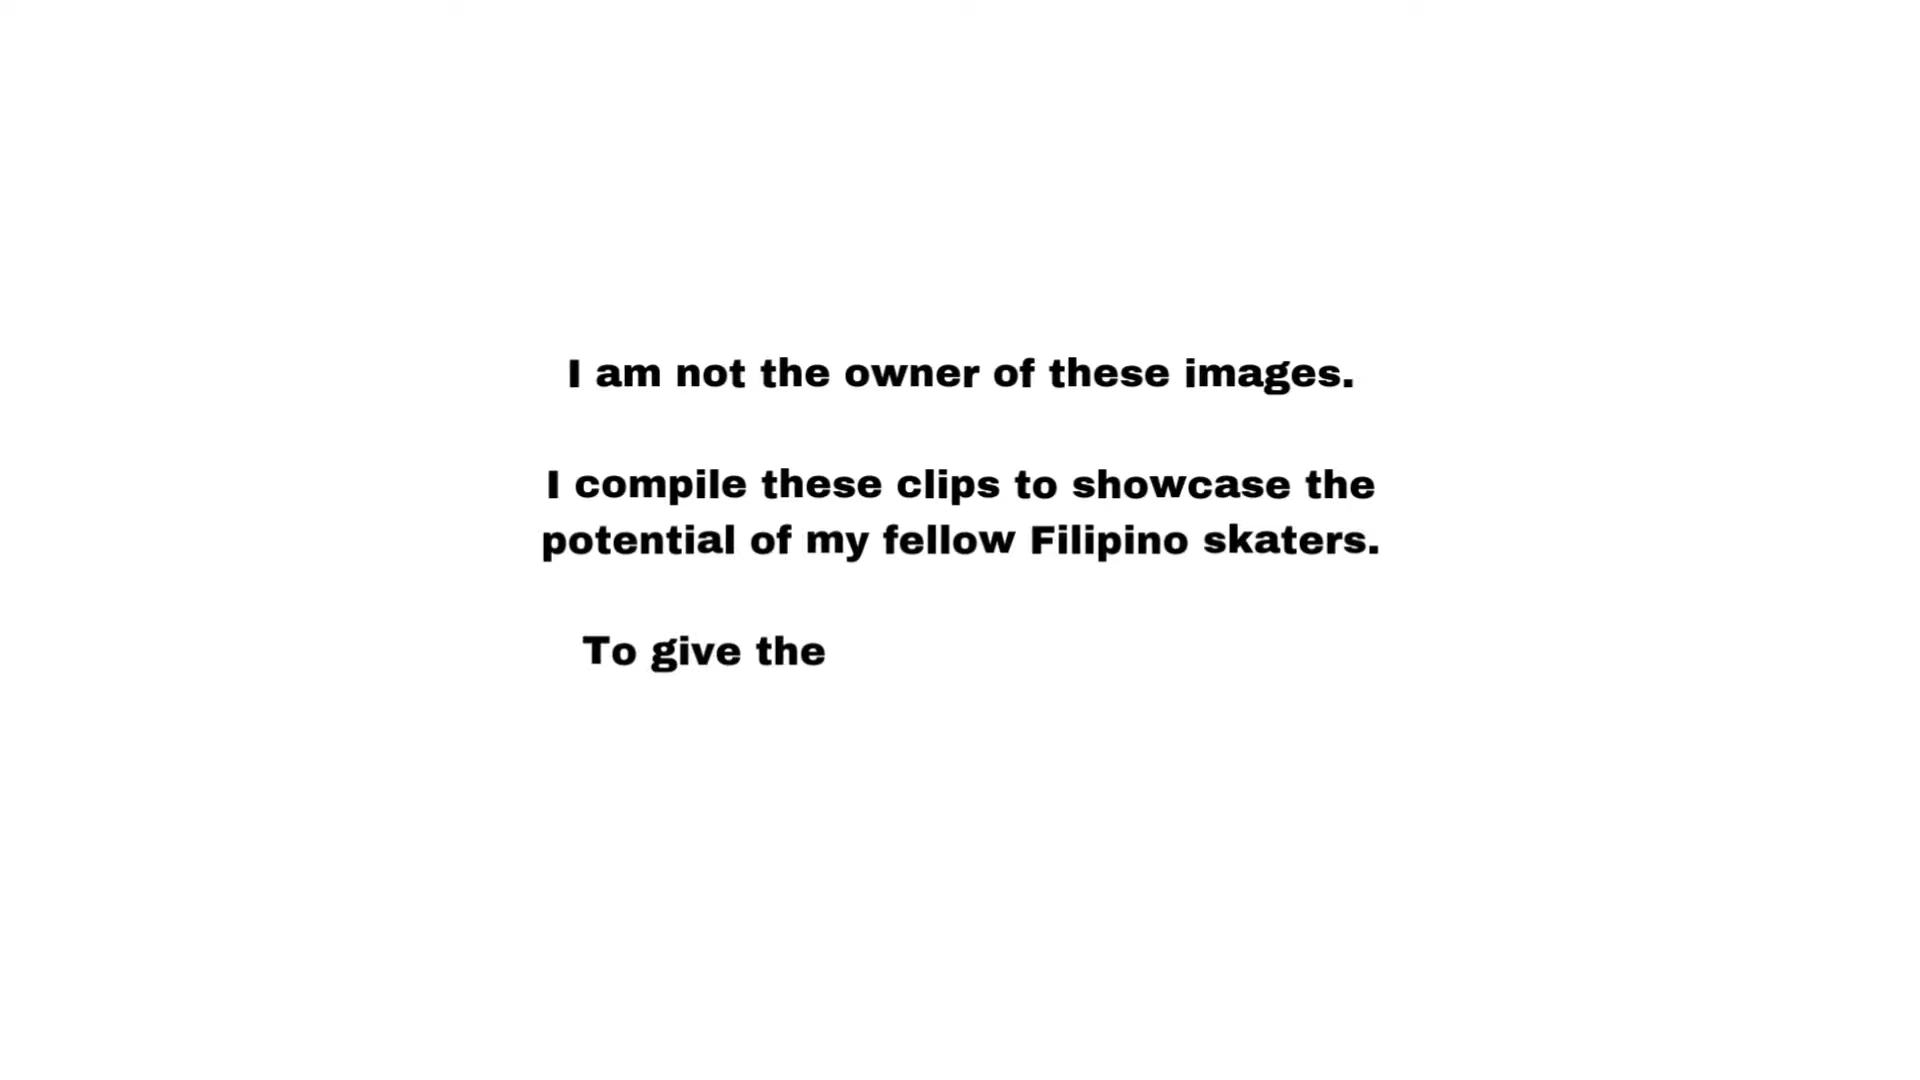 I am not the owner of these images.
I compile these clips to showcase the
potential of my fellow Filipino skaters.
To give the